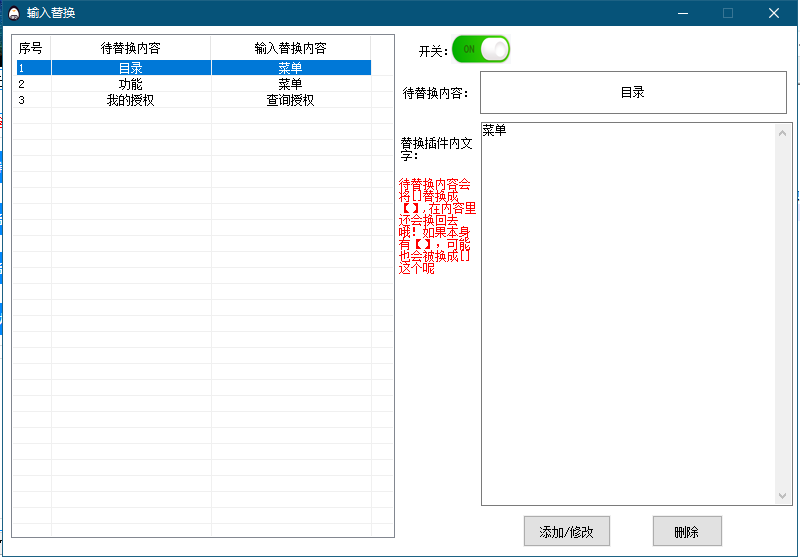 输入替换
序号 待替换内容 输入替换内容
1 目录 菜单
2 功能 菜单
3 我的授权 查询授权
开关: ON
待替换内容: 目录
替换插件内文
字:
菜单
待替换内容会
将[]替换成
【】,在内容里
还会换回去
哦！如果本身
有【】，可能
也会被换成[]
这个呢
添加/修改 删除